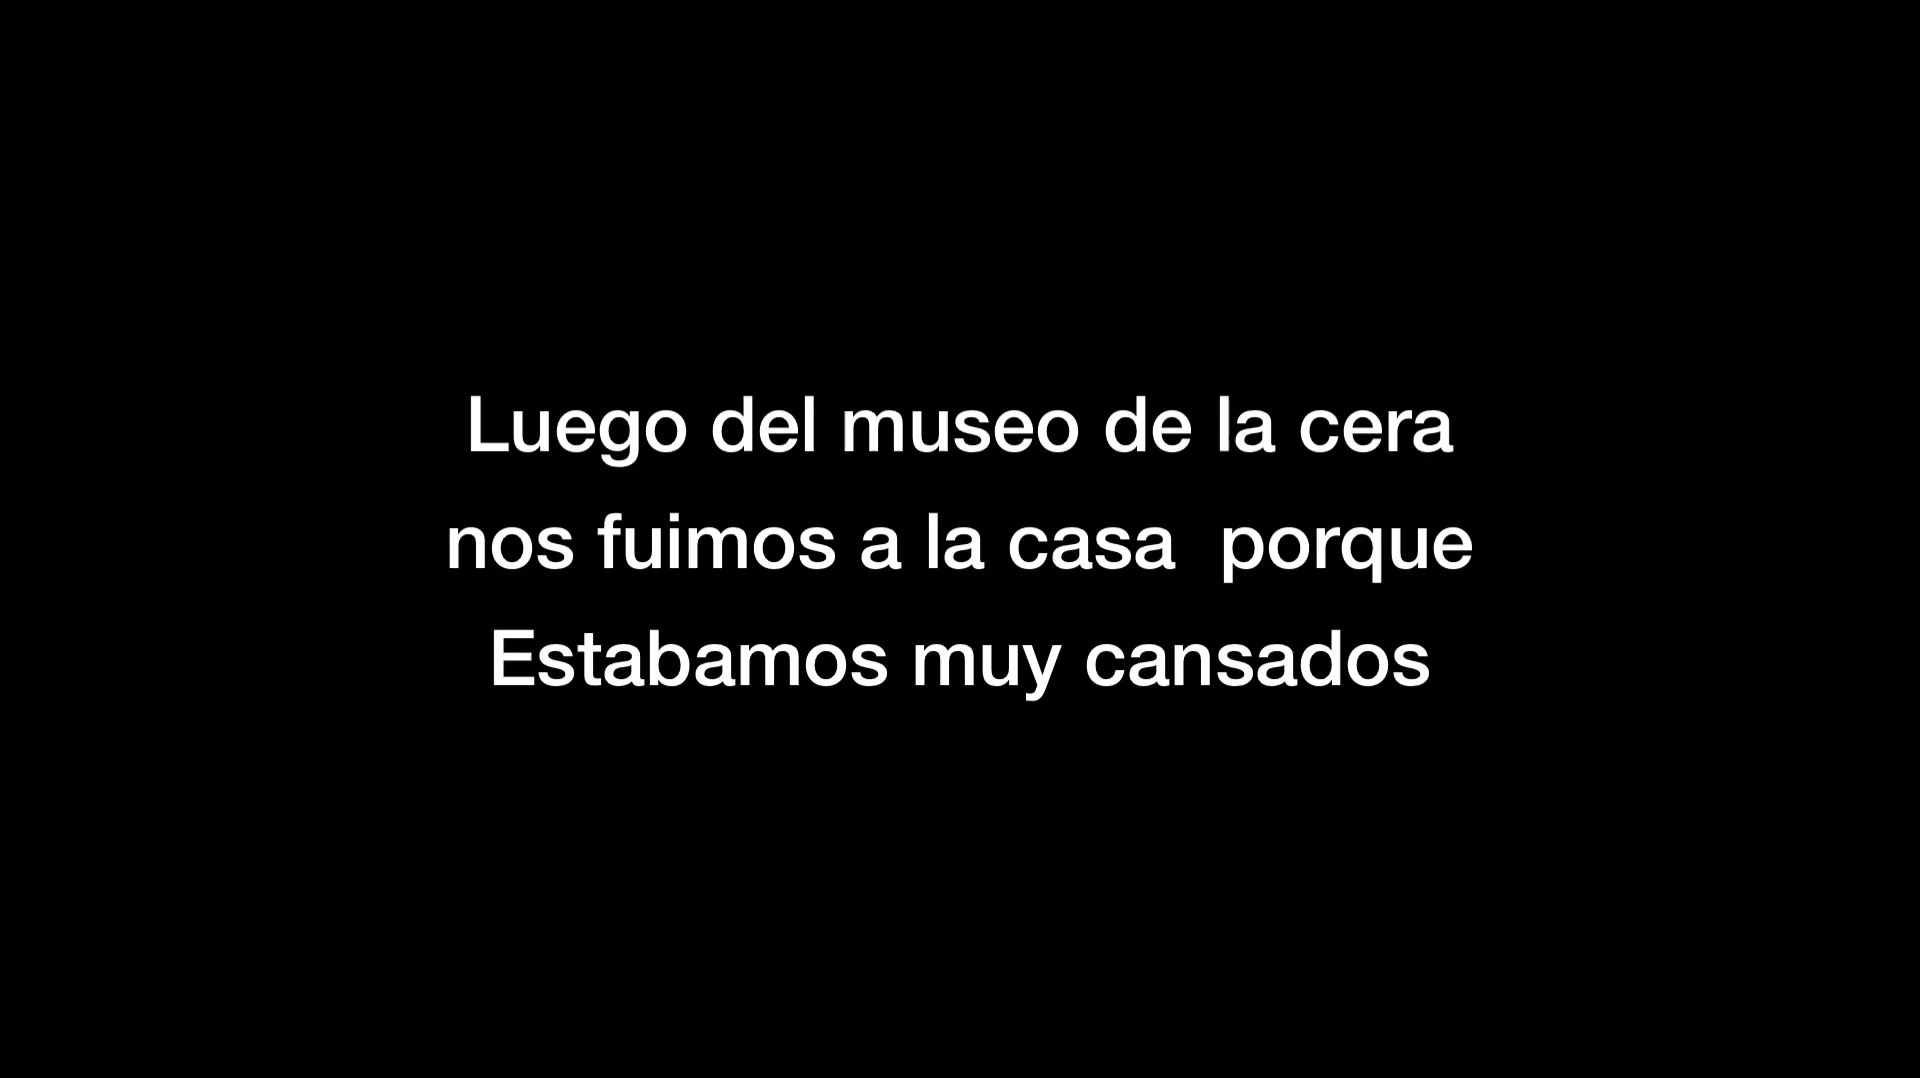 Luego del museo de la cera
nos fuimos a la casa  porque
Estabamos muy cansados